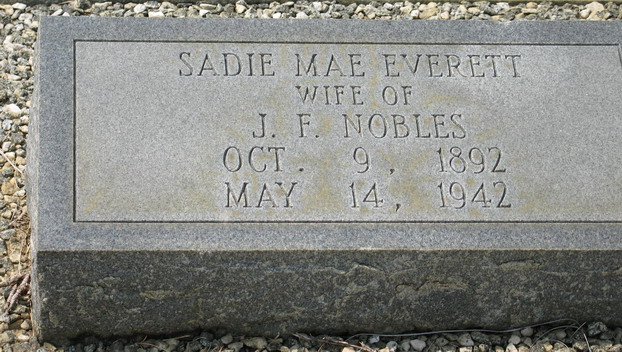 SADIE MAE EVERETT
WIFE OF
J. F. NOBLES
OCT. 9, 1892
MAY 14, 1942